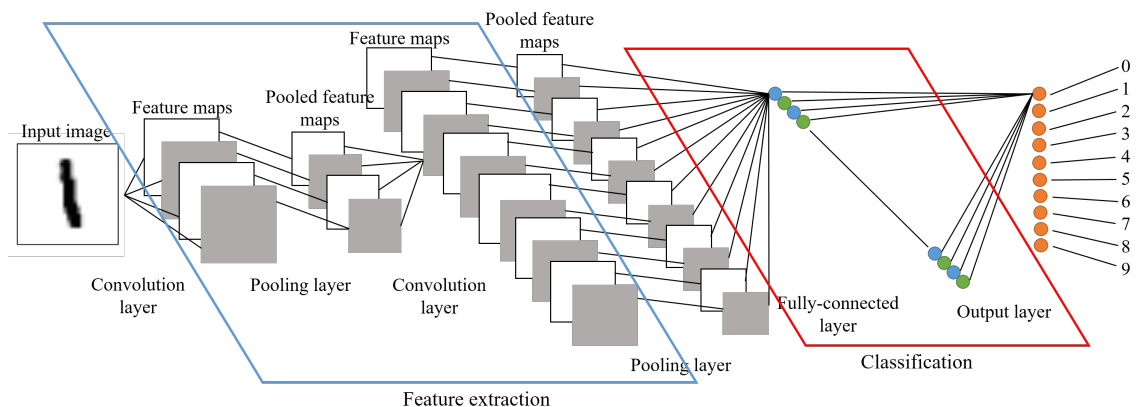 Pooled feature
maps
Feature maps
Pooled feature
maps
Feature maps
Input image
0
1
2
3
4
5
6
7
8
9
Convolution
layer
Pooling layer
Convolution
layer
Pooling layer
Fully-connected
layer
Output layer
Classification
Feature extraction